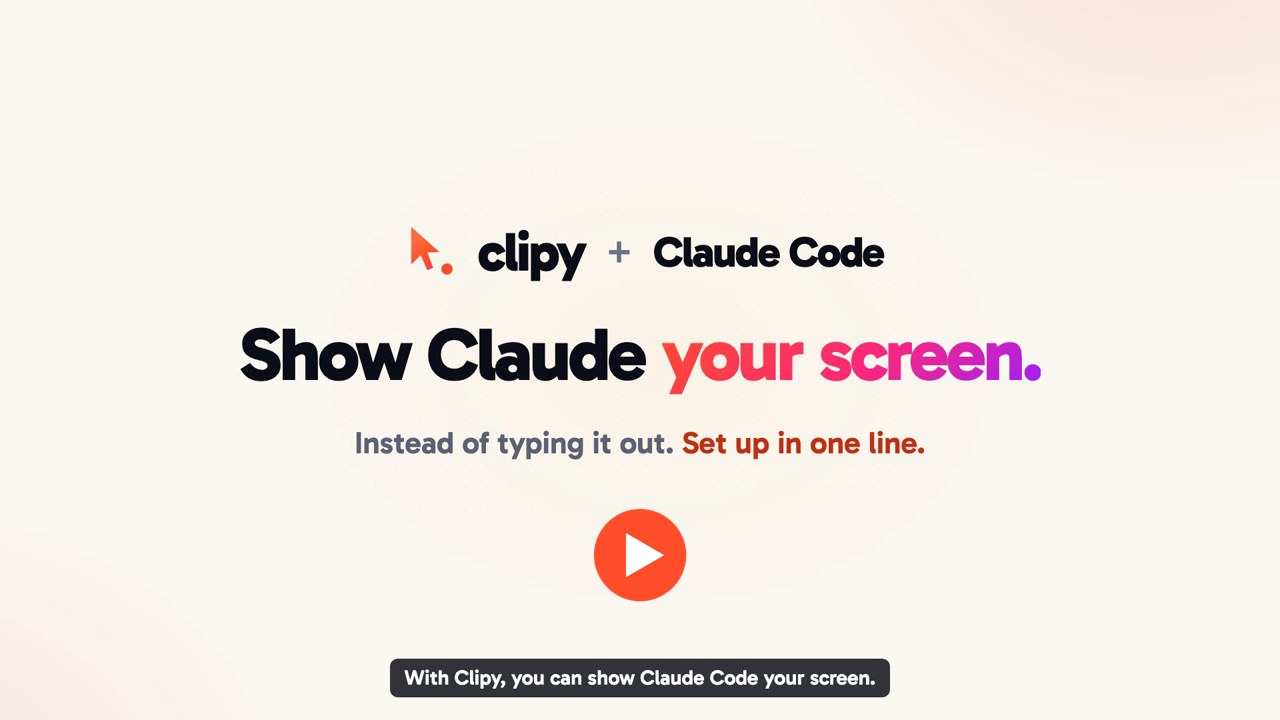 clipy + Claude Code
Show Claude your screen.
Instead of typing it out. Set up in one line.
With Clipy, you can show Claude Code your screen.